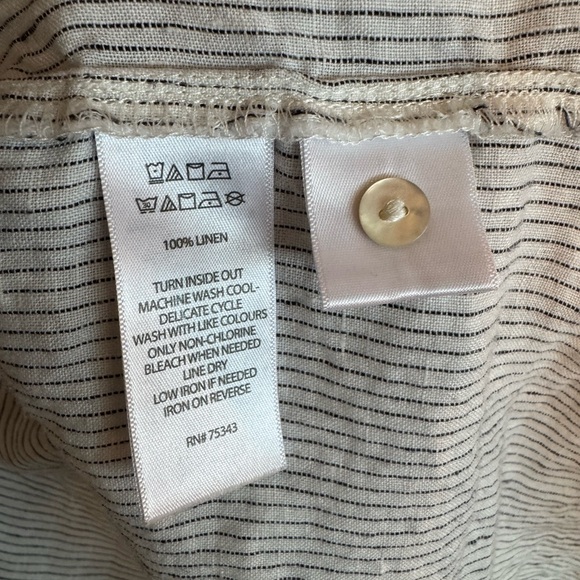 100% LINEN
TURN INSIDE OUT
MACHINE WASH COOL-
DELICATE CYCLE
WASH WITH LIKE COLOURS
ONLY NON-CHLORINE
BLEACH WHEN NEEDED
LINE DRY
LOW IRON IF NEEDED
IRON ON REVERSE
RN# 75343